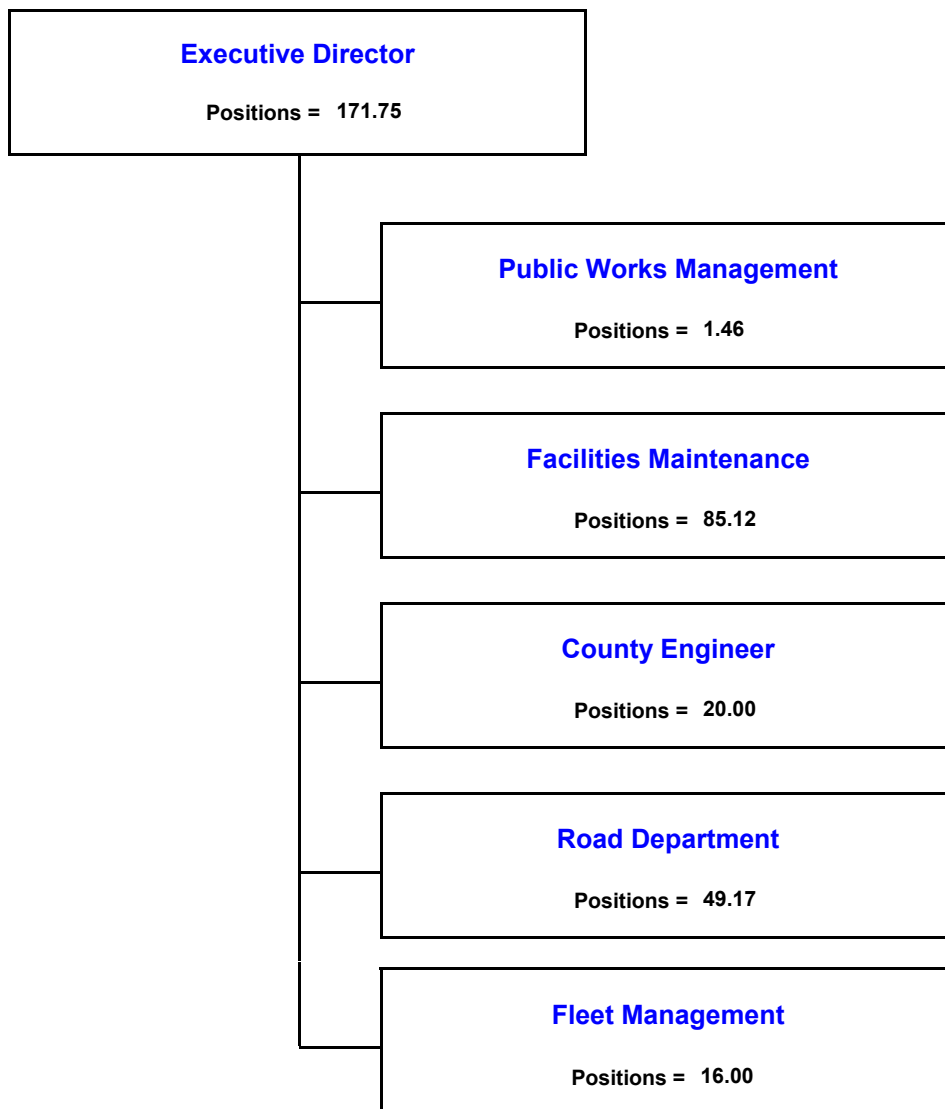 Executive Director
Positions = 171.75
Public Works Management
Positions = 1.46
Facilities Maintenance
Positions = 85.12
County Engineer
Positions = 20.00
Road Department
Positions = 49.17
Fleet Management
Positions = 16.00